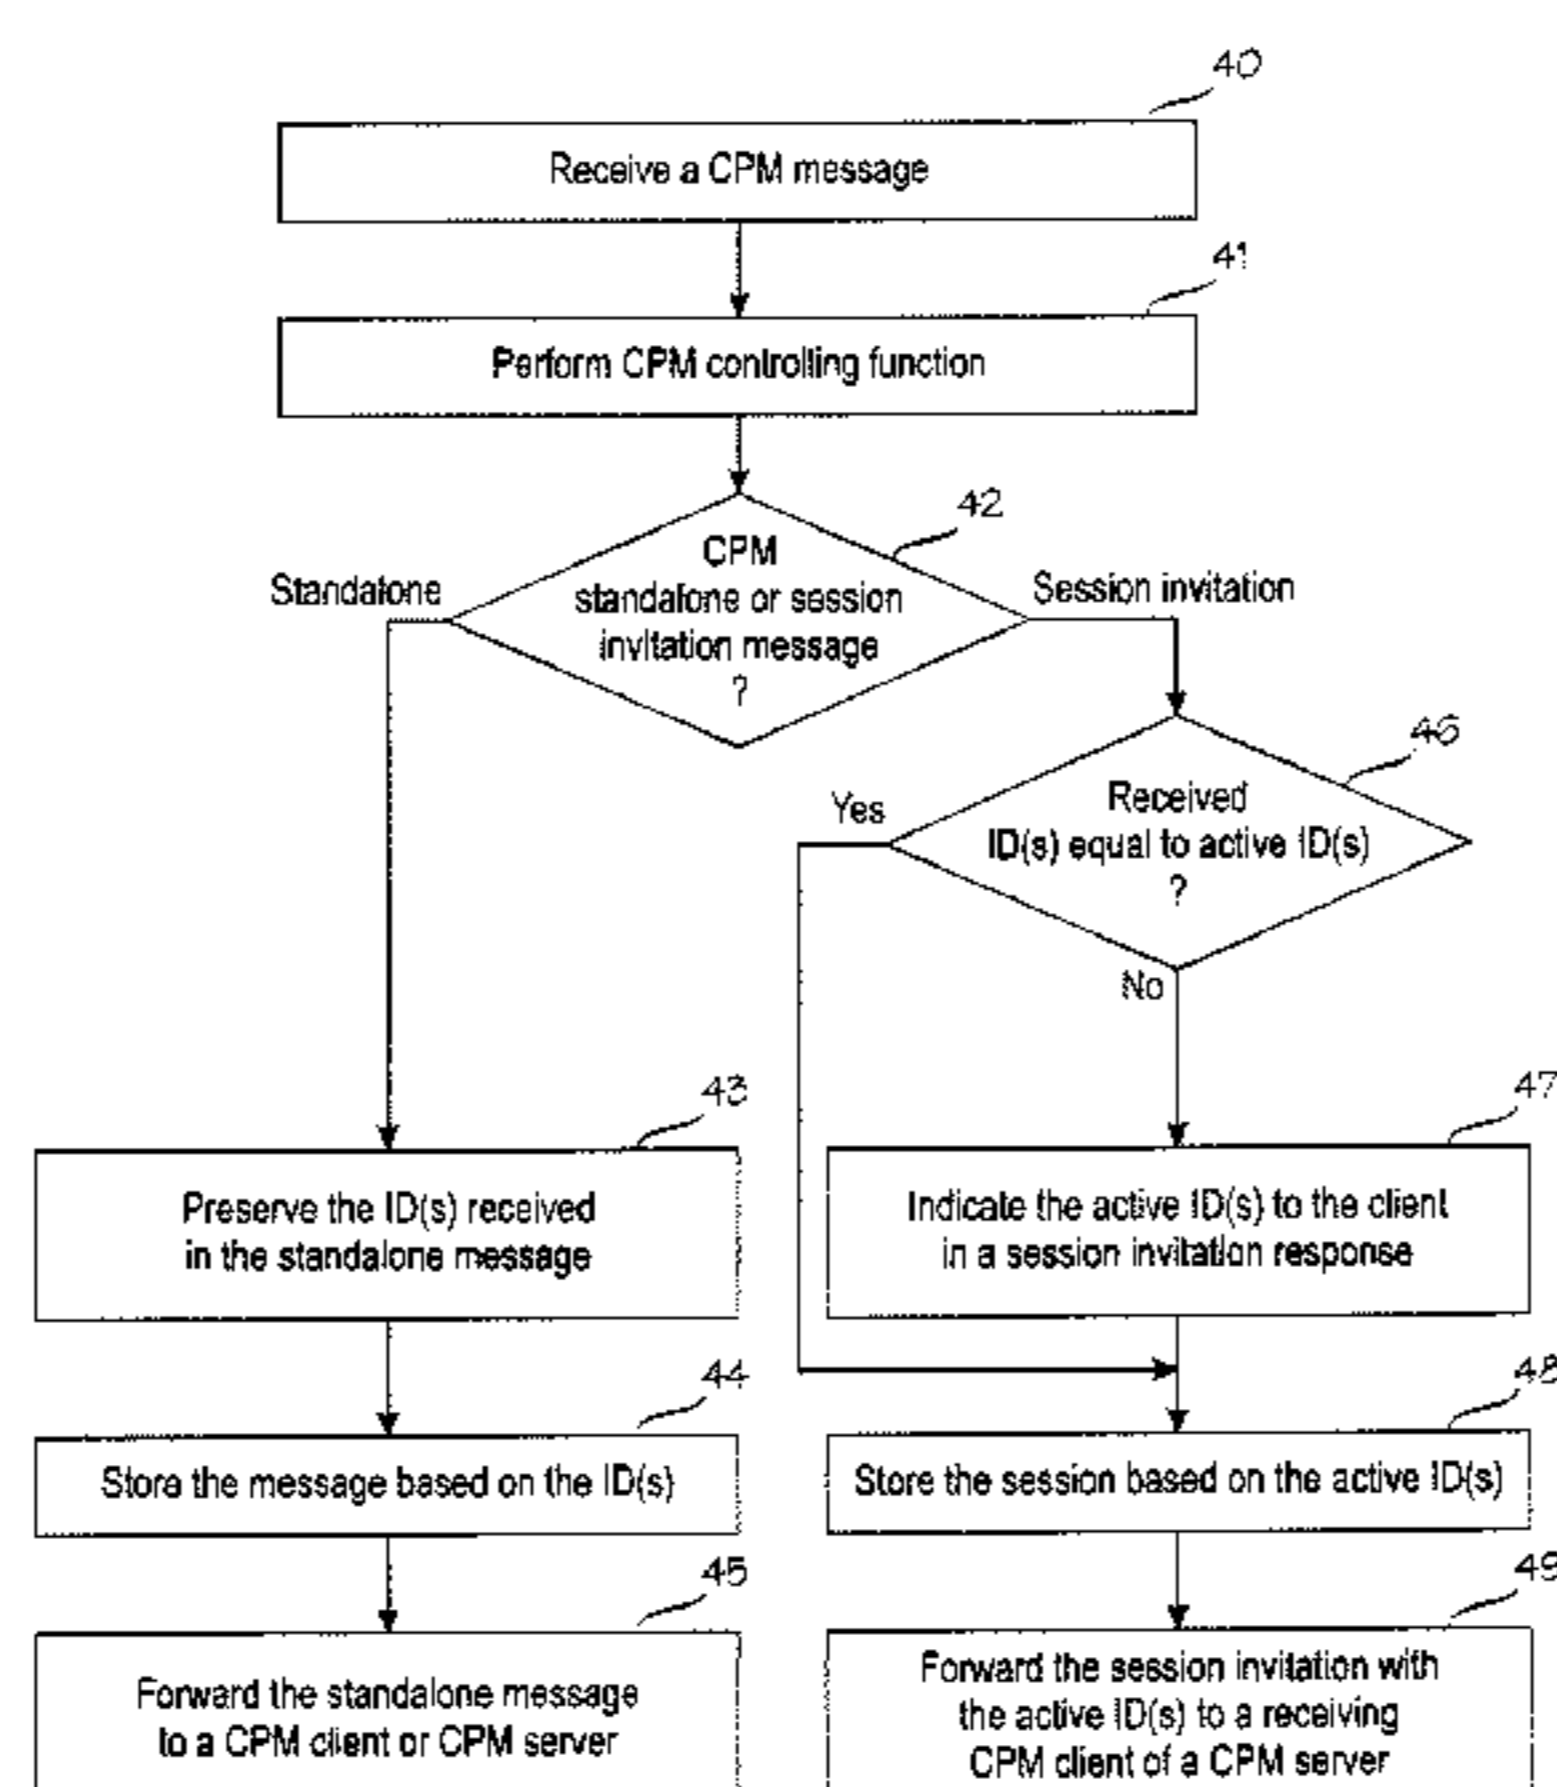 40
Receive a CPM message
41
Perform CPM controlling function
42
CPM
standalone or session
invitation message
?
Standalone
Session invitation
46
Received
ID(s) equal to active ID(s)
?
Yes
No
43
Preserve the ID(s) received
in the standalone message
47
Indicate the active ID(s) to the client
in a session invitation response
44
Store the message based on the ID(s)
48
Store the session based on the active ID(s)
45
Forward the standalone message
to a CPM client or CPM server
49
Forward the session invitation with
the active ID(s) to a receiving
CPM client of a CPM server